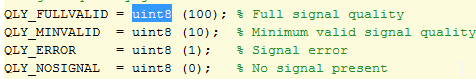 QLY_FULLVALID = uint8 (100); % Full signal quality
QLY_MINVALID = uint8 (10); % Minimum valid signal quality
QLY_ERROR = uint8 (1); % Signal error
QLY_NOSIGNAL = uint8 (0); % No signal present